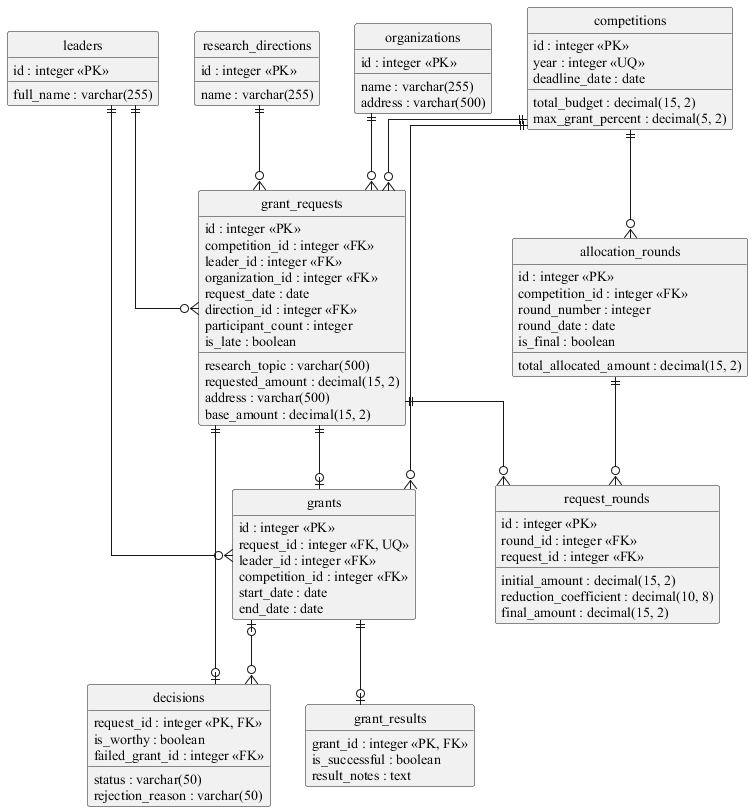 leaders
id : integer «PK»
full_name : varchar(255)
research_directions
id : integer «PK»
name : varchar(255)
organizations
id : integer «PK»
name : varchar(255)
address : varchar(500)
competitions
id : integer «PK»
year : integer «UQ»
deadline_date : date
total_budget : decimal(15, 2)
max_grant_percent : decimal(5, 2)
grant_requests
id : integer «PK»
competition_id : integer «FK»
leader_id : integer «FK»
organization_id : integer «FK»
request_date : date
direction_id : integer «FK»
participant_count : integer
is_late : boolean
research_topic : varchar(500)
requested_amount : decimal(15, 2)
address : varchar(500)
base_amount : decimal(15, 2)
allocation_rounds
id : integer «PK»
competition_id : integer «FK»
round_number : integer
round_date : date
is_final : boolean
total_allocated_amount : decimal(15, 2)
grants
id : integer «PK»
request_id : integer «FK, UQ»
leader_id : integer «FK»
competition_id : integer «FK»
start_date : date
end_date : date
request_rounds
id : integer «PK»
round_id : integer «FK»
request_id : integer «FK»
initial_amount : decimal(15, 2)
reduction_coefficient : decimal(10, 8)
final_amount : decimal(15, 2)
decisions
request_id : integer «PK, FK»
is_worthy : boolean
failed_grant_id : integer «FK»
status : varchar(50)
rejection_reason : varchar(50)
grant_results
grant_id : integer «PK, FK»
is_successful : boolean
result_notes : text